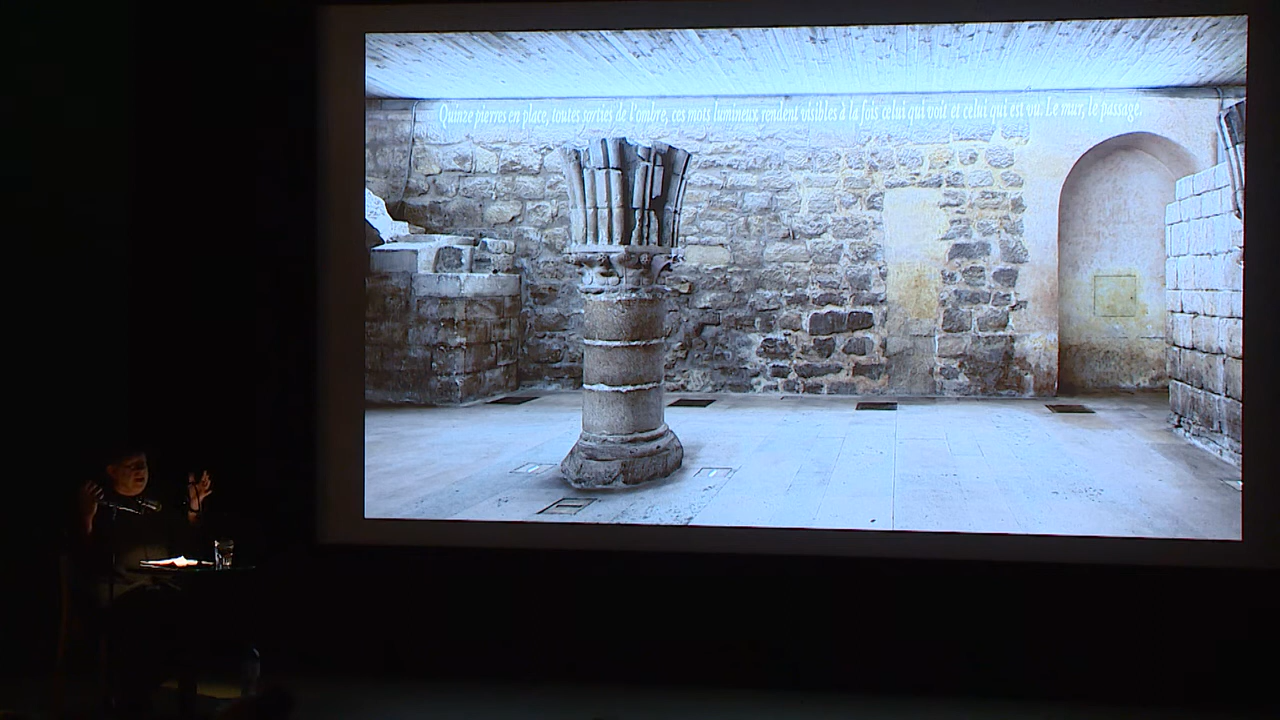 Quinze pierres en place, toutes sorties de l'ombre, ces mots lumineux rendent visibles à la fois celui qui voit et celui qui est vu. Le mur, le passage.